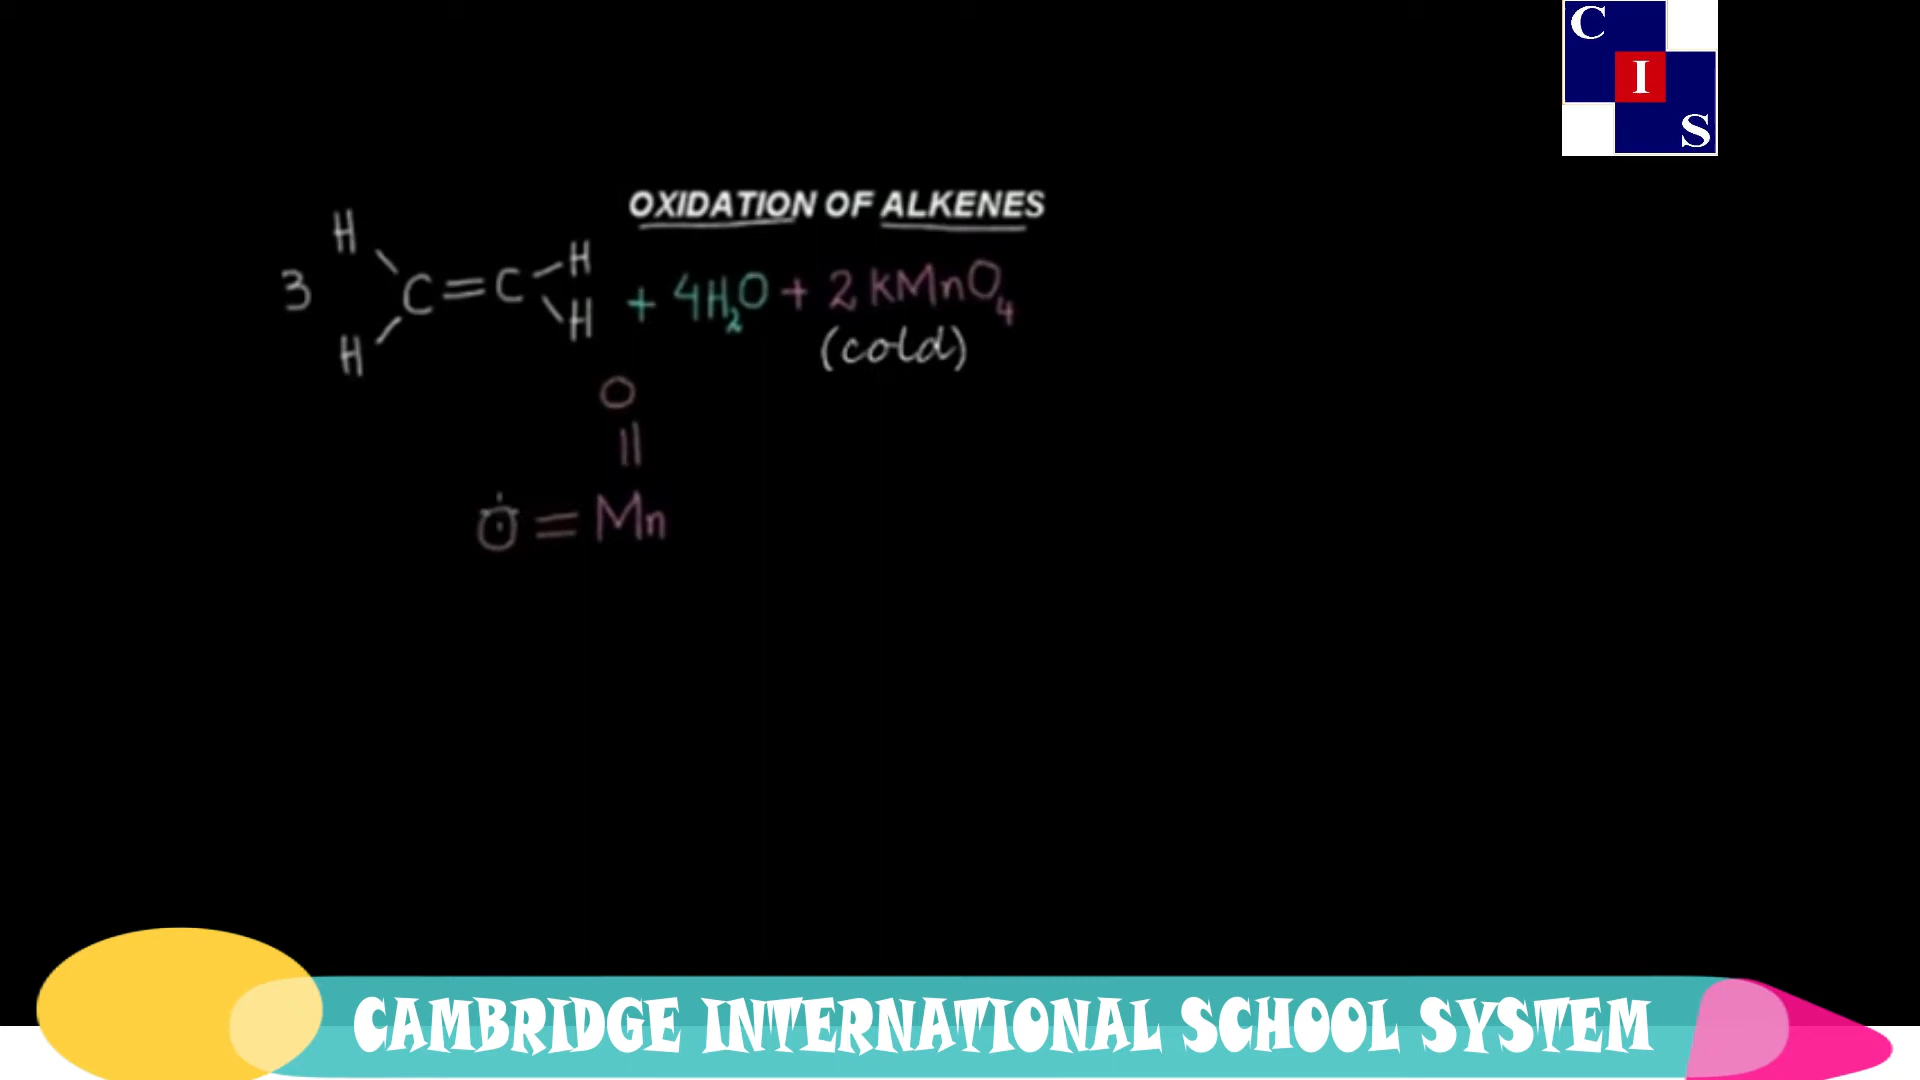 C
I
S
OXIDATION OF ALKENES
H
H
3 C=C + 4H₂O + 2 KMnO₄
H
H
(cold)
O
||
O = Mn
CAMBRIDGE INTERNATIONAL SCHOOL SYSTEM